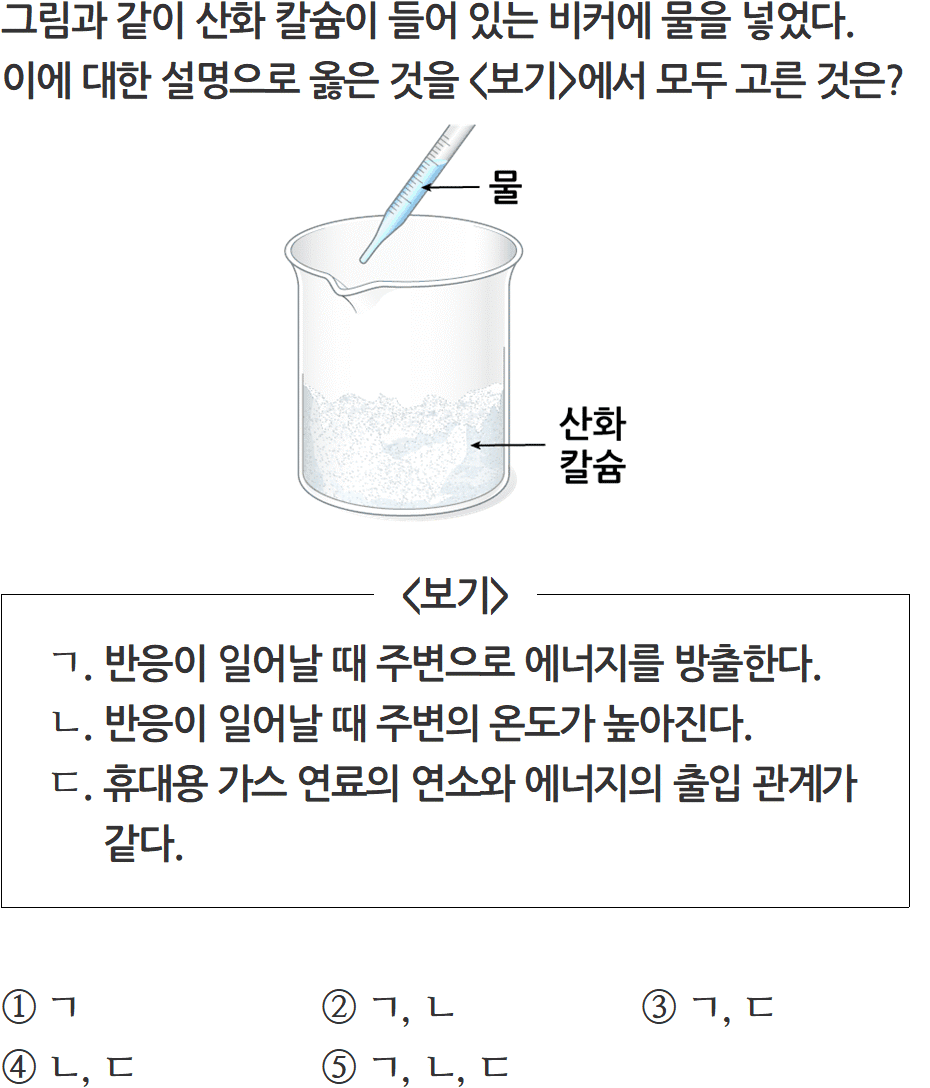 그림과 같이 산화 칼슘이 들어 있는 비커에 물을 넣었다.
이에 대한 설명으로 옳은 것을 <보기>에서 모두 고른 것은?
물
산화
칼슘
<보기>
ㄱ. 반응이 일어날 때 주변으로 에너지를 방출한다.
ㄴ. 반응이 일어날 때 주변의 온도가 높아진다.
ㄷ. 휴대용 가스 연료의 연소와 에너지의 출입 관계가
같다.
① ㄱ ② ㄱ, ㄴ ③ ㄱ, ㄷ
④ ㄴ, ㄷ ⑤ ㄱ, ㄴ, ㄷ